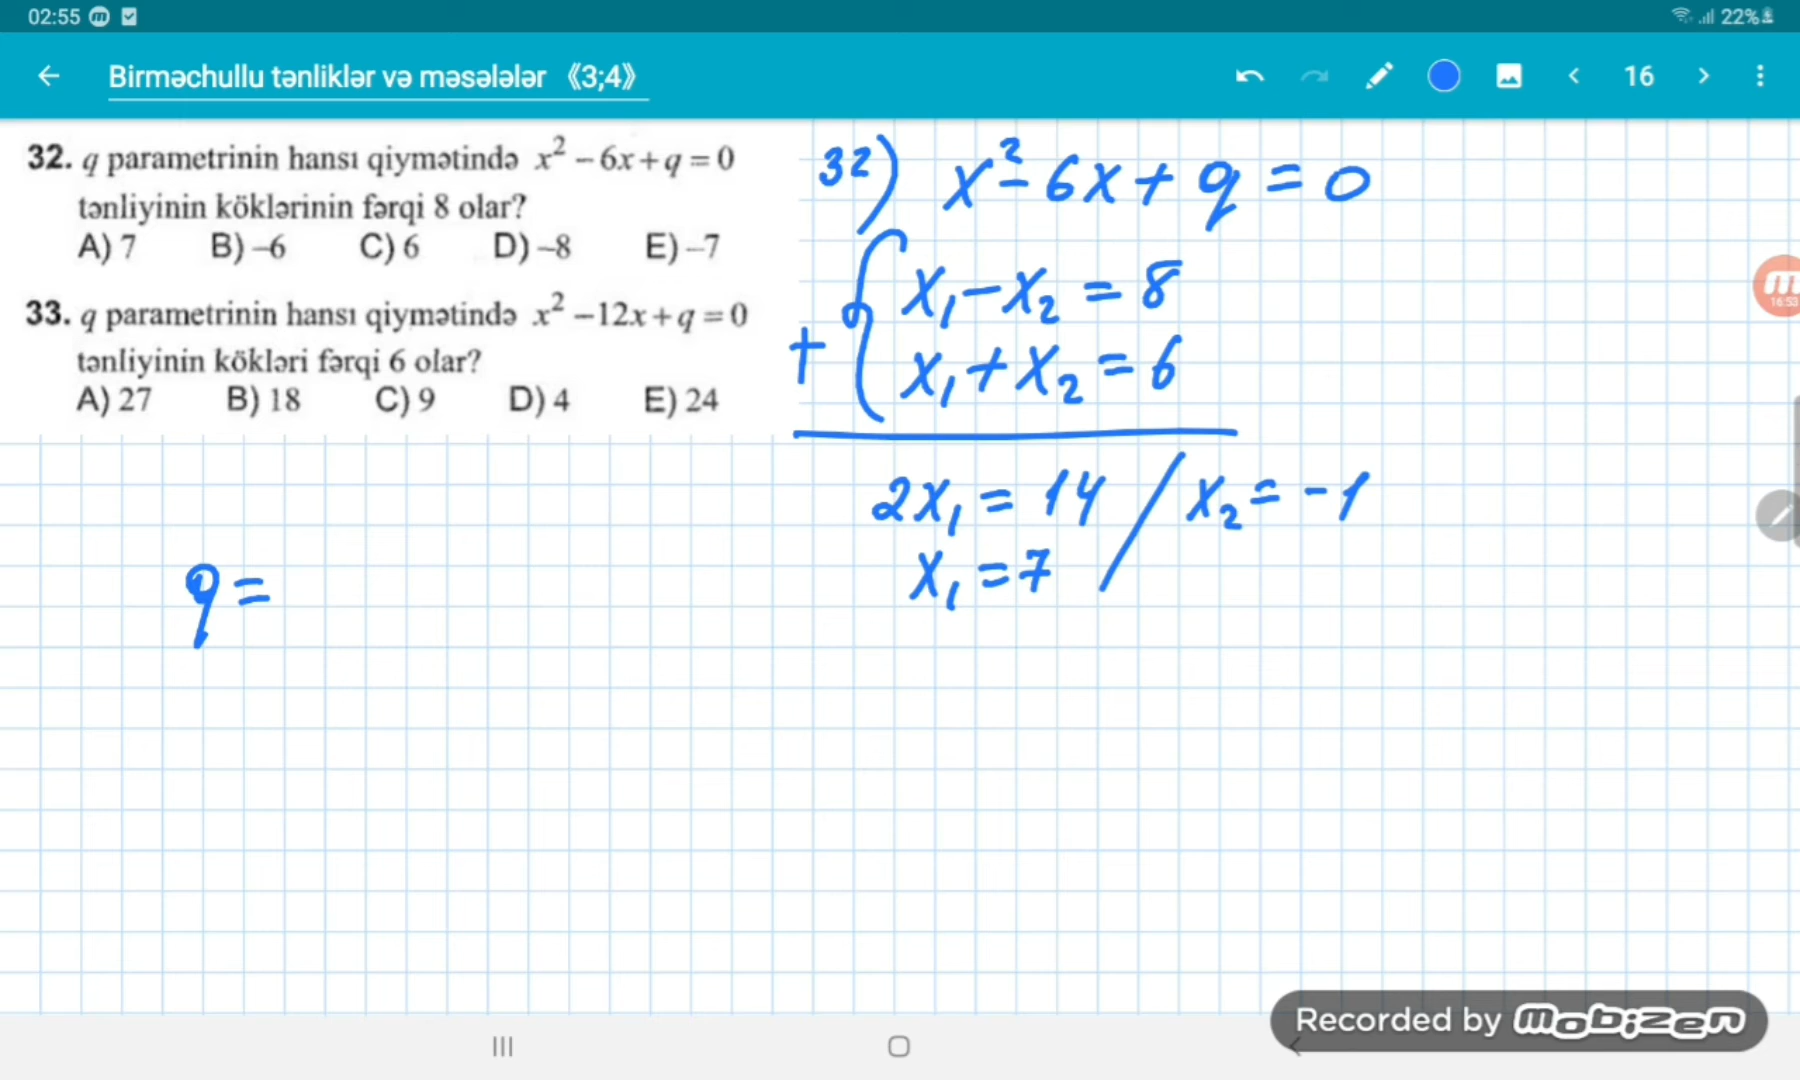 02:55
22%
Birməchullu tənliklər və məsələlər 《3;4》
16
32. q parametrinin hansı qiymətində x² – 6x + q = 0
tənliyinin köklərinin fərqi 8 olar?
A) 7 B) –6 C) 6 D) –8 E) –7
33. q parametrinin hansı qiymətində x² – 12x + q = 0
tənliyinin kökləri fərqi 6 olar?
A) 27 B) 18 C) 9 D) 4 E) 24
32) x² - 6x + q = 0
x₁ - x₂ = 8
+ x₁ + x₂ = 6
2x₁ = 14 / x₂ = -1
x₁ = 7
q =
16:53
Recorded by mobizen